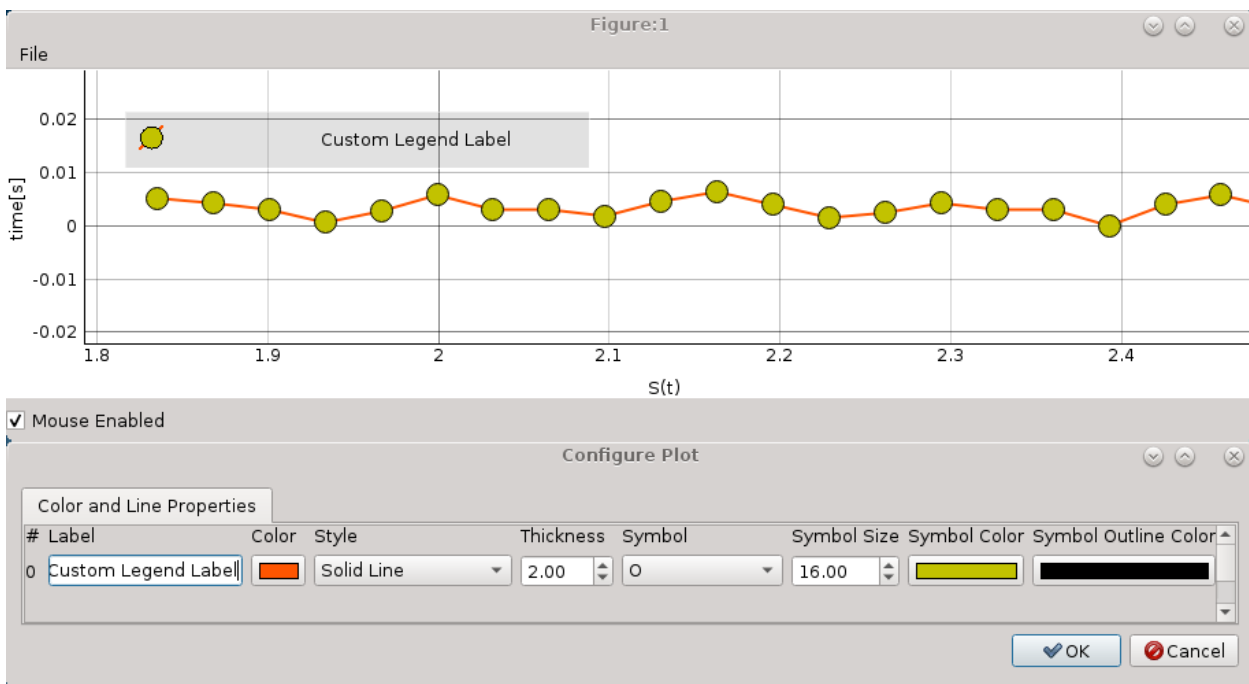 Figure:1
File
0.02
Custom Legend Label
0.01
time[s]
0
-0.01
-0.02
1.8 1.9 2 2.1 2.2 2.3 2.4
S(t)
Mouse Enabled
Configure Plot
Color and Line Properties
# Label Color Style Thickness Symbol Symbol Size Symbol Color Symbol Outline Color
0 Custom Legend Label Solid Line 2.00 O 16.00
OK Cancel